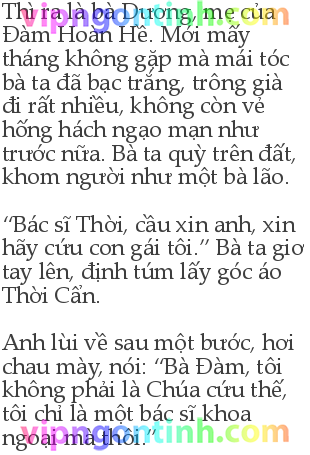 Thì ra là bà Dương, mẹ của
Đàm Hoan Hề. Mới mấy
tháng không gặp mà mái tóc
bà ta đã bạc trắng, trông già
đi rất nhiều, không còn vẻ
hống hách ngạo mạn như
trước nữa. Bà ta quỳ trên đất,
khom người như một bà lão.
“Bác sĩ Thời, cầu xin anh, xin
hãy cứu con gái tôi.” Bà ta giơ
tay lên, định túm lấy góc áo
Thời Cẩn.
Anh lùi về sau một bước, hơi
chau mày, nói: “Bà Đàm, tôi
không phải là Chúa cứu thế,
tôi chỉ là một bác sĩ khoa
ngoại mà thôi.”
vipngontinh.com
vipngontinh.com